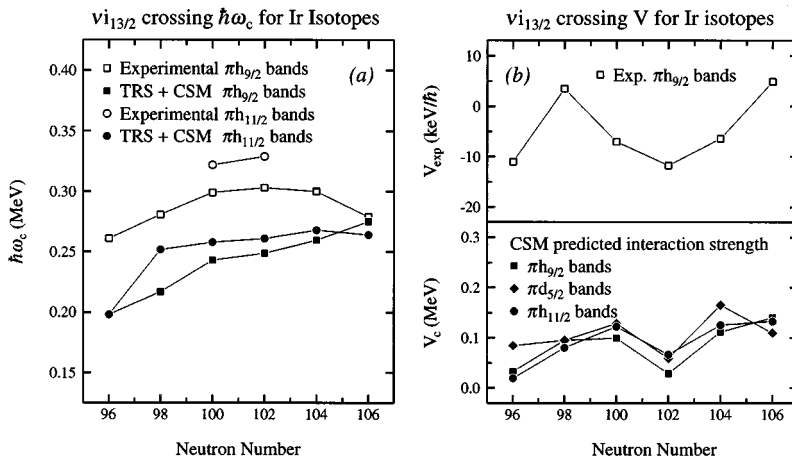 νi13/2 crossing ℏωc for Ir Isotopes
(a)
Experimental πh9/2 bands
TRS + CSM πh9/2 bands
Experimental πh11/2 bands
TRS + CSM πh11/2 bands
ℏωc (MeV)
0.40
0.35
0.30
0.25
0.20
0.15
96 98 100 102 104 106
Neutron Number
νi13/2 crossing V for Ir isotopes
(b)
Exp. πh9/2 bands
Vexp (keV/ℏ)
10
0
-10
-20
CSM predicted interaction strength
πh9/2 bands
πd5/2 bands
πh11/2 bands
Vc (MeV)
0.3
0.2
0.1
0.0
96 98 100 102 104 106
Neutron Number